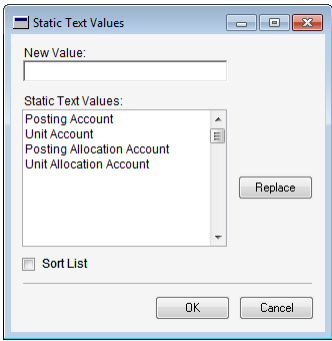 Static Text Values
New Value:
Static Text Values:
Posting Account
Unit Account
Posting Allocation Account
Unit Allocation Account
Replace
Sort List
OK
Cancel